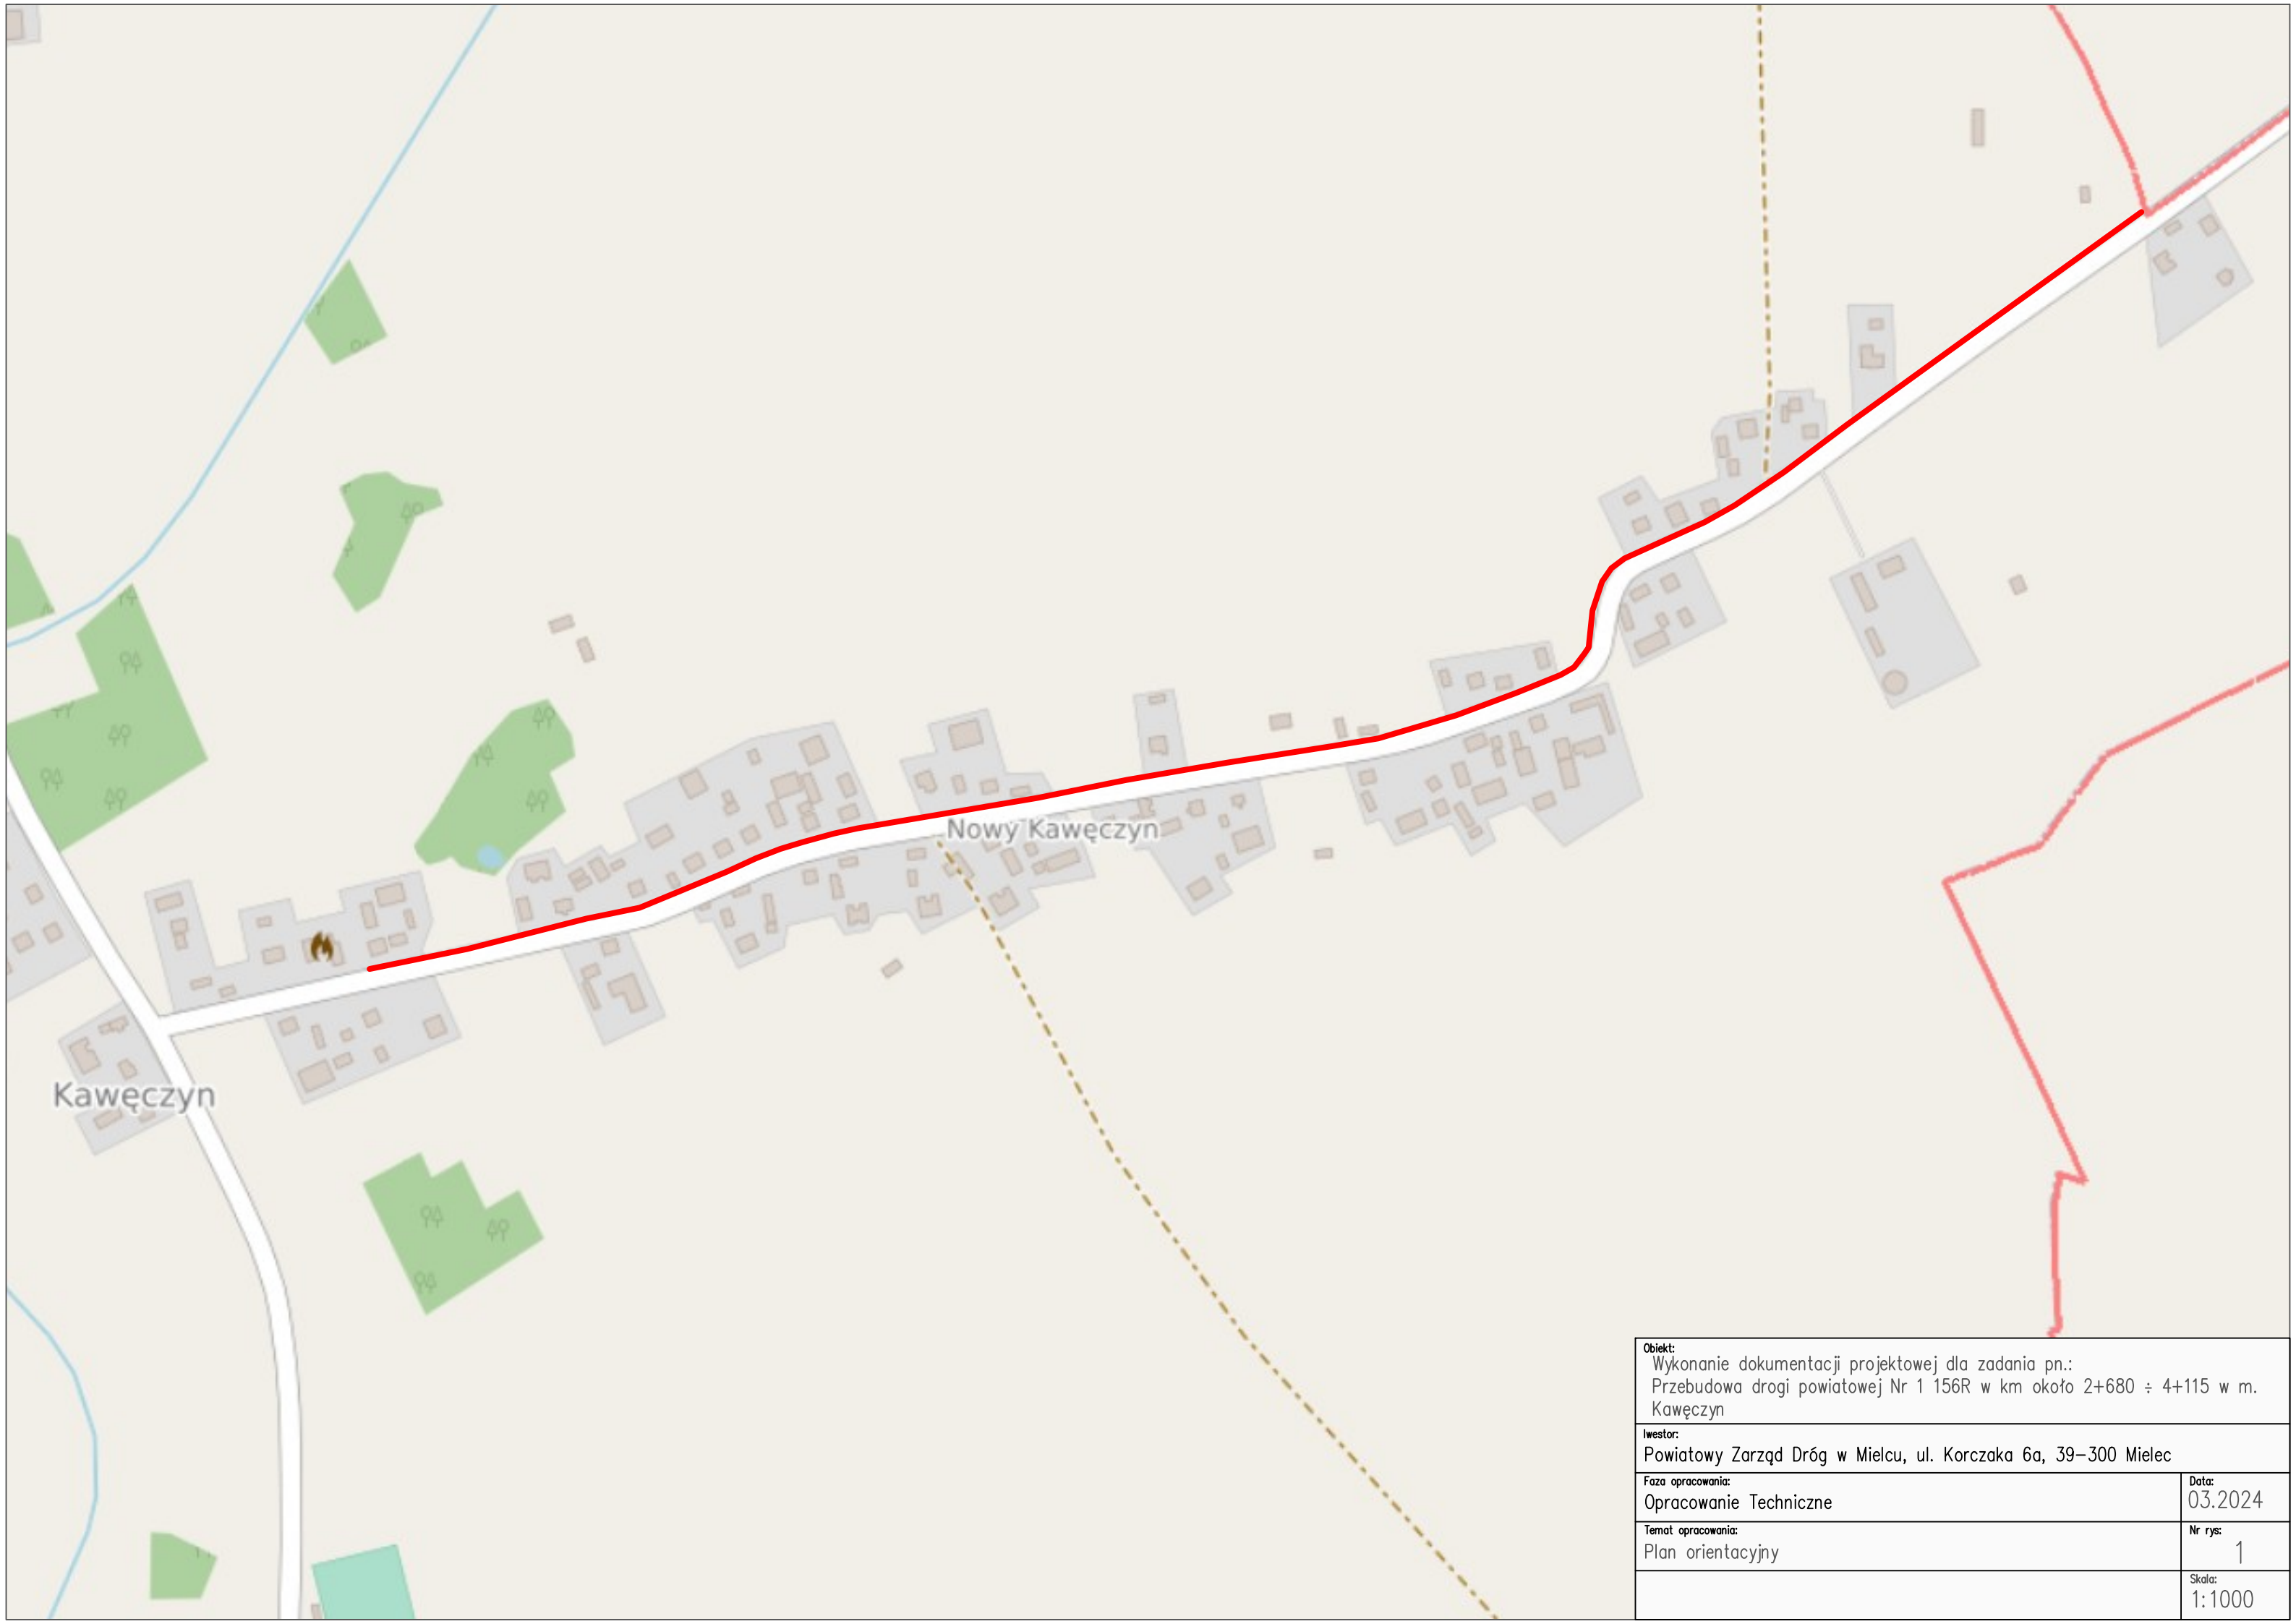 Nowy Kawęczyn
Kawęczyn
Obiekt:
Wykonanie dokumentacji projektowej dla zadania pn.:
Przebudowa drogi powiatowej Nr 1 156R w km około 2+680 ÷ 4+115 w m.
Kawęczyn
Iwestor:
Powiatowy Zarząd Dróg w Mielcu, ul. Korczaka 6a, 39-300 Mielec
Faza opracowania:
Opracowanie Techniczne
Data:
03.2024
Temat opracowania:
Plan orientacyjny
Nr rys:
1
Skala:
1:1000